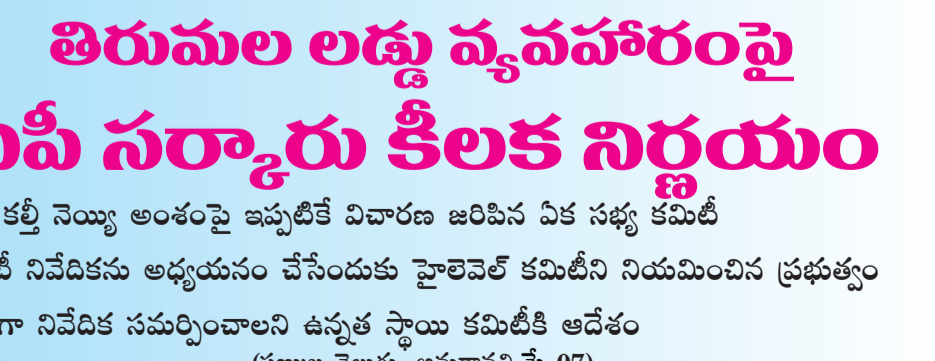 తిరుమల లడ్డు వ్యవహారంపై
సర్కారు కీలక నిర్ణయం
కల్తీ నెయ్యి అంశంపై ఇప్పటికే విచారణ జరిపిన ఏక సభ్య కమిటీ
నివేదికను అధ్యయనం చేసేందుకు హైలెవెల్ కమిటీని నియమించిన ప్రభుత్వం
నివేదిక సమర్పించాలని ఉన్నత స్థాయి కమిటీకి ఆదేశం